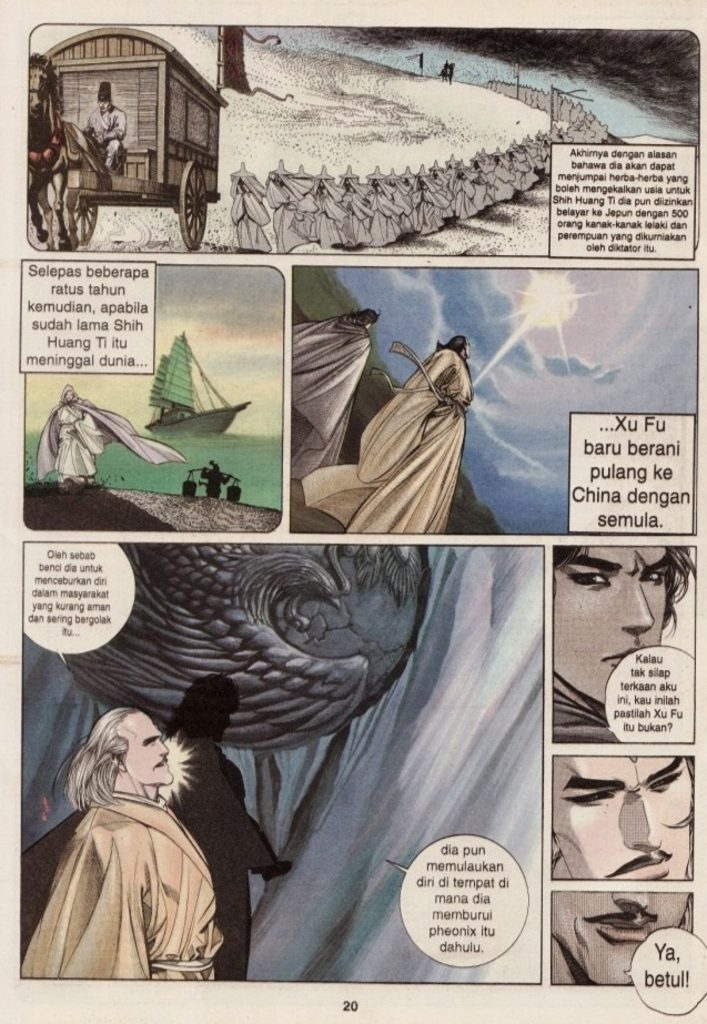 Akhirnya dengan alasan
bahawa dia akan dapat
menjumpai herba-herba yang
boleh mengekalkan usia untuk
Shih Huang Ti dia pun diizinkan
belayar ke Jepun dengan 500
orang kanak-kanak lelaki dan
perempuan yang dikurniakan
oleh diktator itu.
Selepas beberapa
ratus tahun
kemudian, apabila
sudah lama Shih
Huang Ti itu
meninggal dunia...
...Xu Fu
baru berani
pulang ke
China dengan
semula.
Oleh sebab
benci dia untuk
menceburkan diri
dalam masyarakat
yang kurang aman
dan sering bergolak
itu...
dia pun
memulaukan
diri di tempat di
mana dia
memburui
pheonix itu
dahulu.
Kalau
tak silap
terkaan aku
ini, kau inilah
pastilah Xu Fu
itu bukan?
Ya,
betul!
20